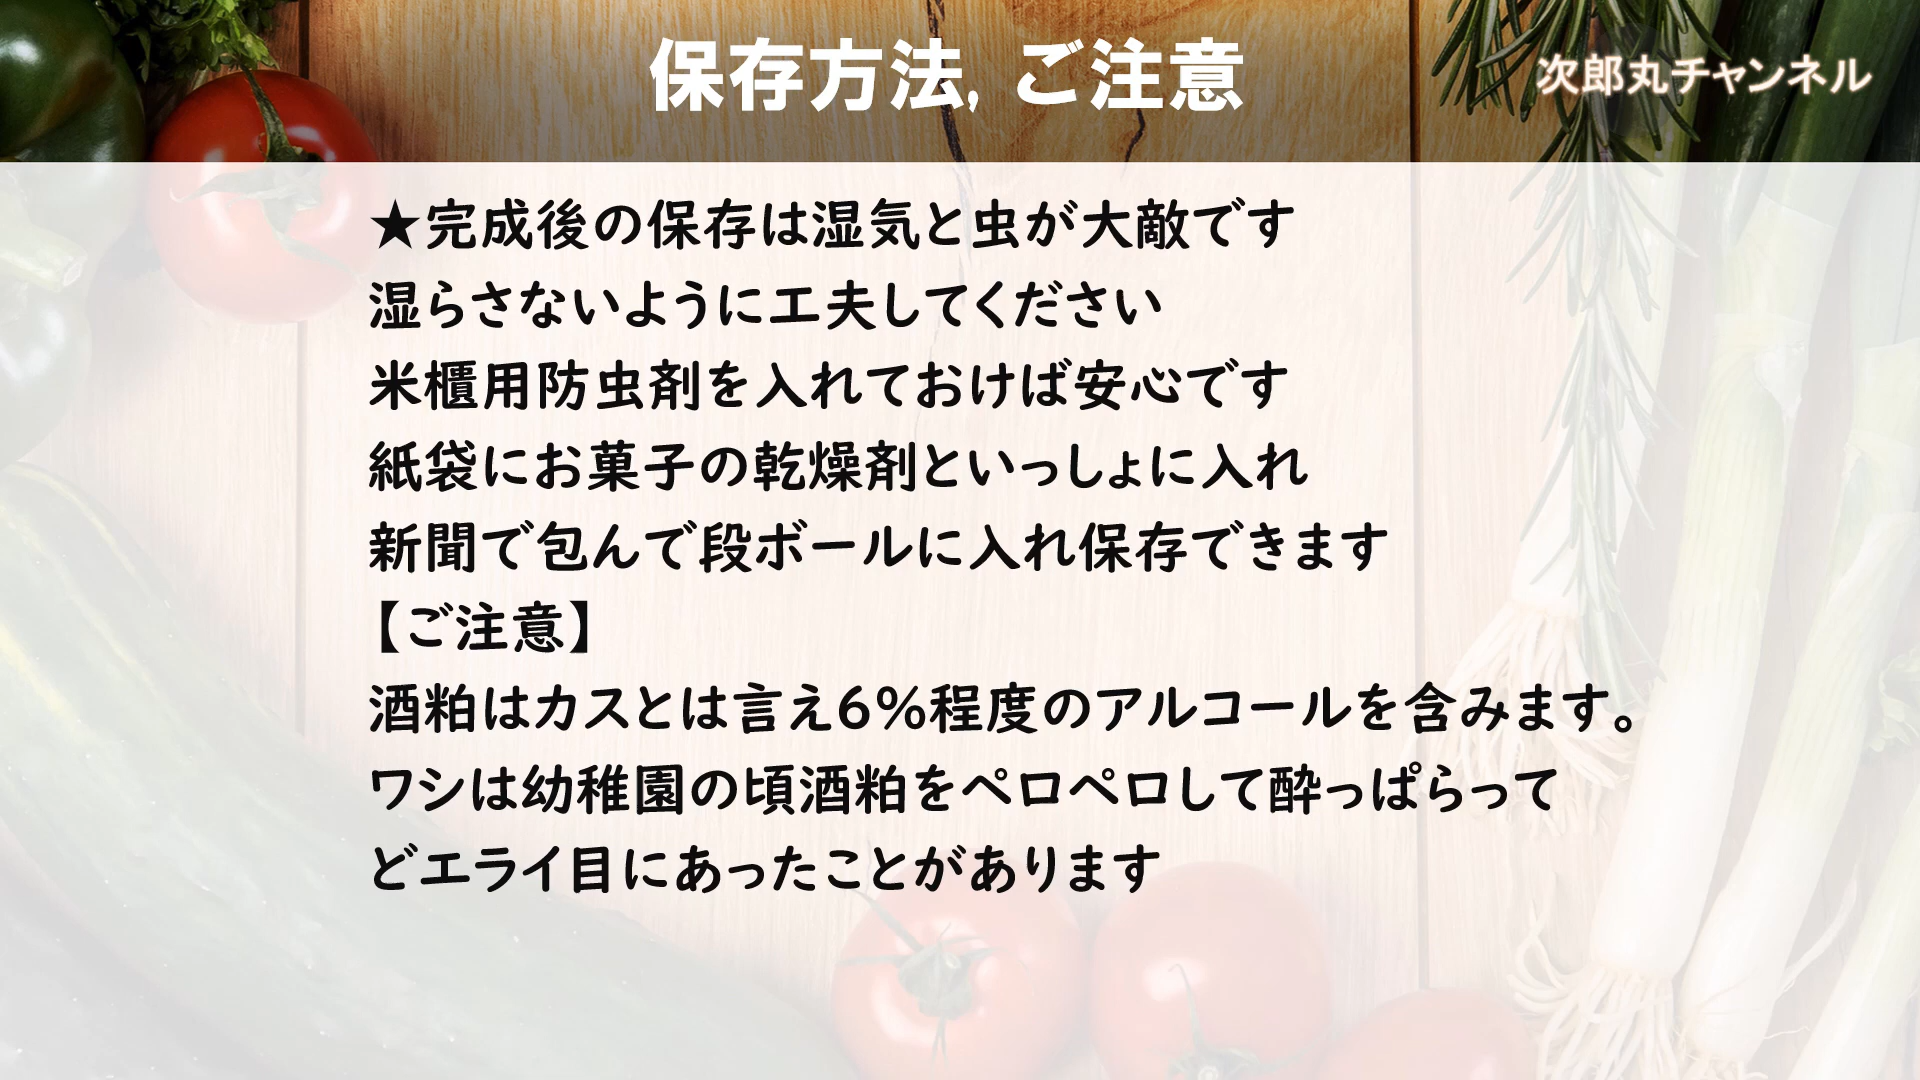 保存方法, ご注意
次郎丸チャンネル
★完成後の保存は湿気と虫が大敵です
湿らさないように工夫してください
米櫃用防虫剤を入れておけば安心です
紙袋にお菓子の乾燥剤といっしょに入れ
新聞で包んで段ボールに入れ保存できます
【ご注意】
酒粕はカスとは言え6%程度のアルコールを含みます。
ワシは幼稚園の頃酒粕をペロペロして酔っぱらって
どエライ目にあったことがあります